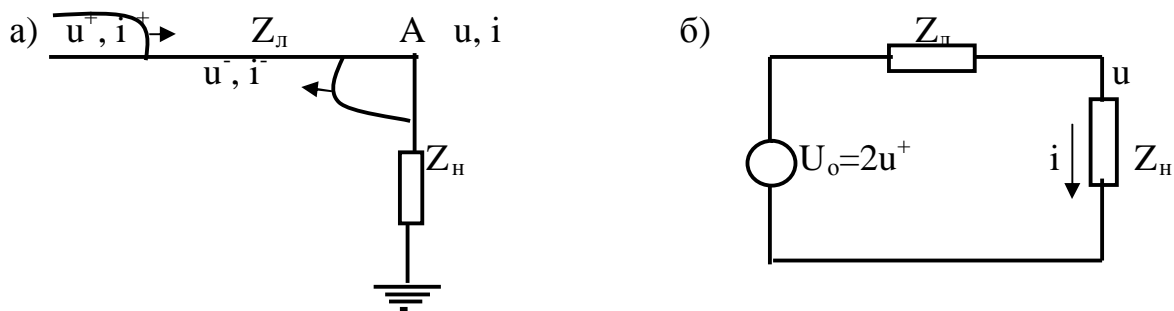 а) u⁺, i⁺ Zл А u, i
u⁻, i⁻
Zн
б) Zл
u
Uо=2u⁺ i Zн